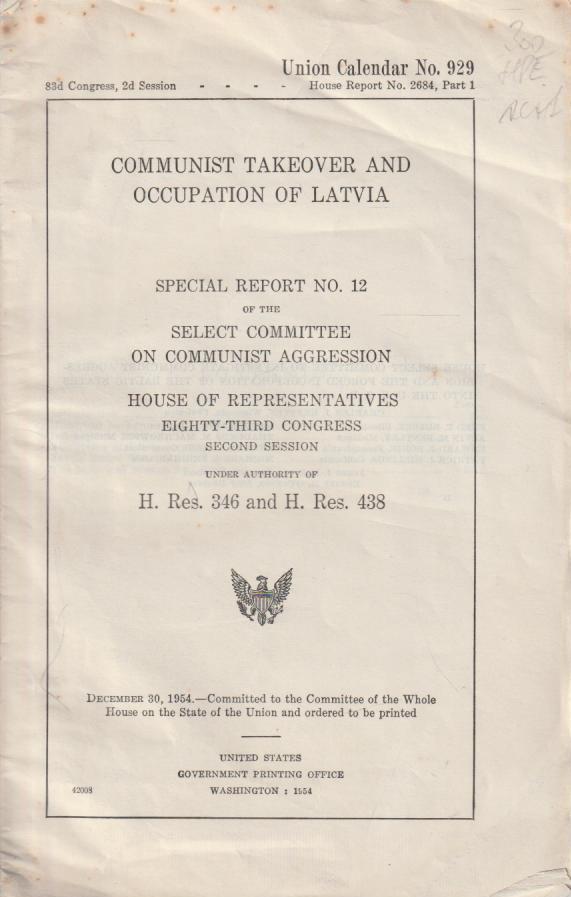 Union Calendar No. 929
83d Congress, 2d Session - - - - House Report No. 2684, Part 1
COMMUNIST TAKEOVER AND
OCCUPATION OF LATVIA
SPECIAL REPORT NO. 12
OF THE
SELECT COMMITTEE
ON COMMUNIST AGGRESSION
HOUSE OF REPRESENTATIVES
EIGHTY-THIRD CONGRESS
SECOND SESSION
UNDER AUTHORITY OF
H. Res. 346 and H. Res. 438
DECEMBER 30, 1954.—Committed to the Committee of the Whole
House on the State of the Union and ordered to be printed
UNITED STATES
GOVERNMENT PRINTING OFFICE
42008 WASHINGTON : 1954